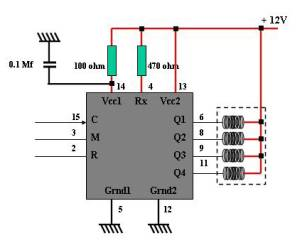 + 12V
0.1 Mf
100 ohm
470 ohm
14
4
13
Vcc1
Rx
Vcc2
15
C
Q1
6
3
M
Q2
8
2
R
Q3
9
Q4
11
Grnd1
Grnd2
5
12